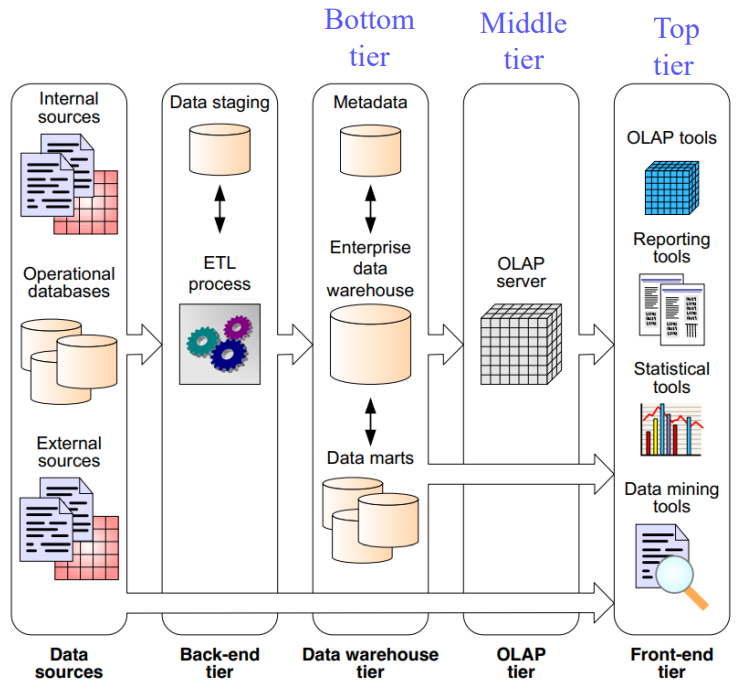 Bottom
tier
Middle
tier
Top
tier
Internal
sources
Operational
databases
External
sources
Data
sources
Data staging
ETL
process
Back-end
tier
Metadata
Enterprise
data
warehouse
Data marts
Data warehouse
tier
OLAP
server
OLAP
tier
OLAP tools
Reporting
tools
Statistical
tools
Data mining
tools
Front-end
tier